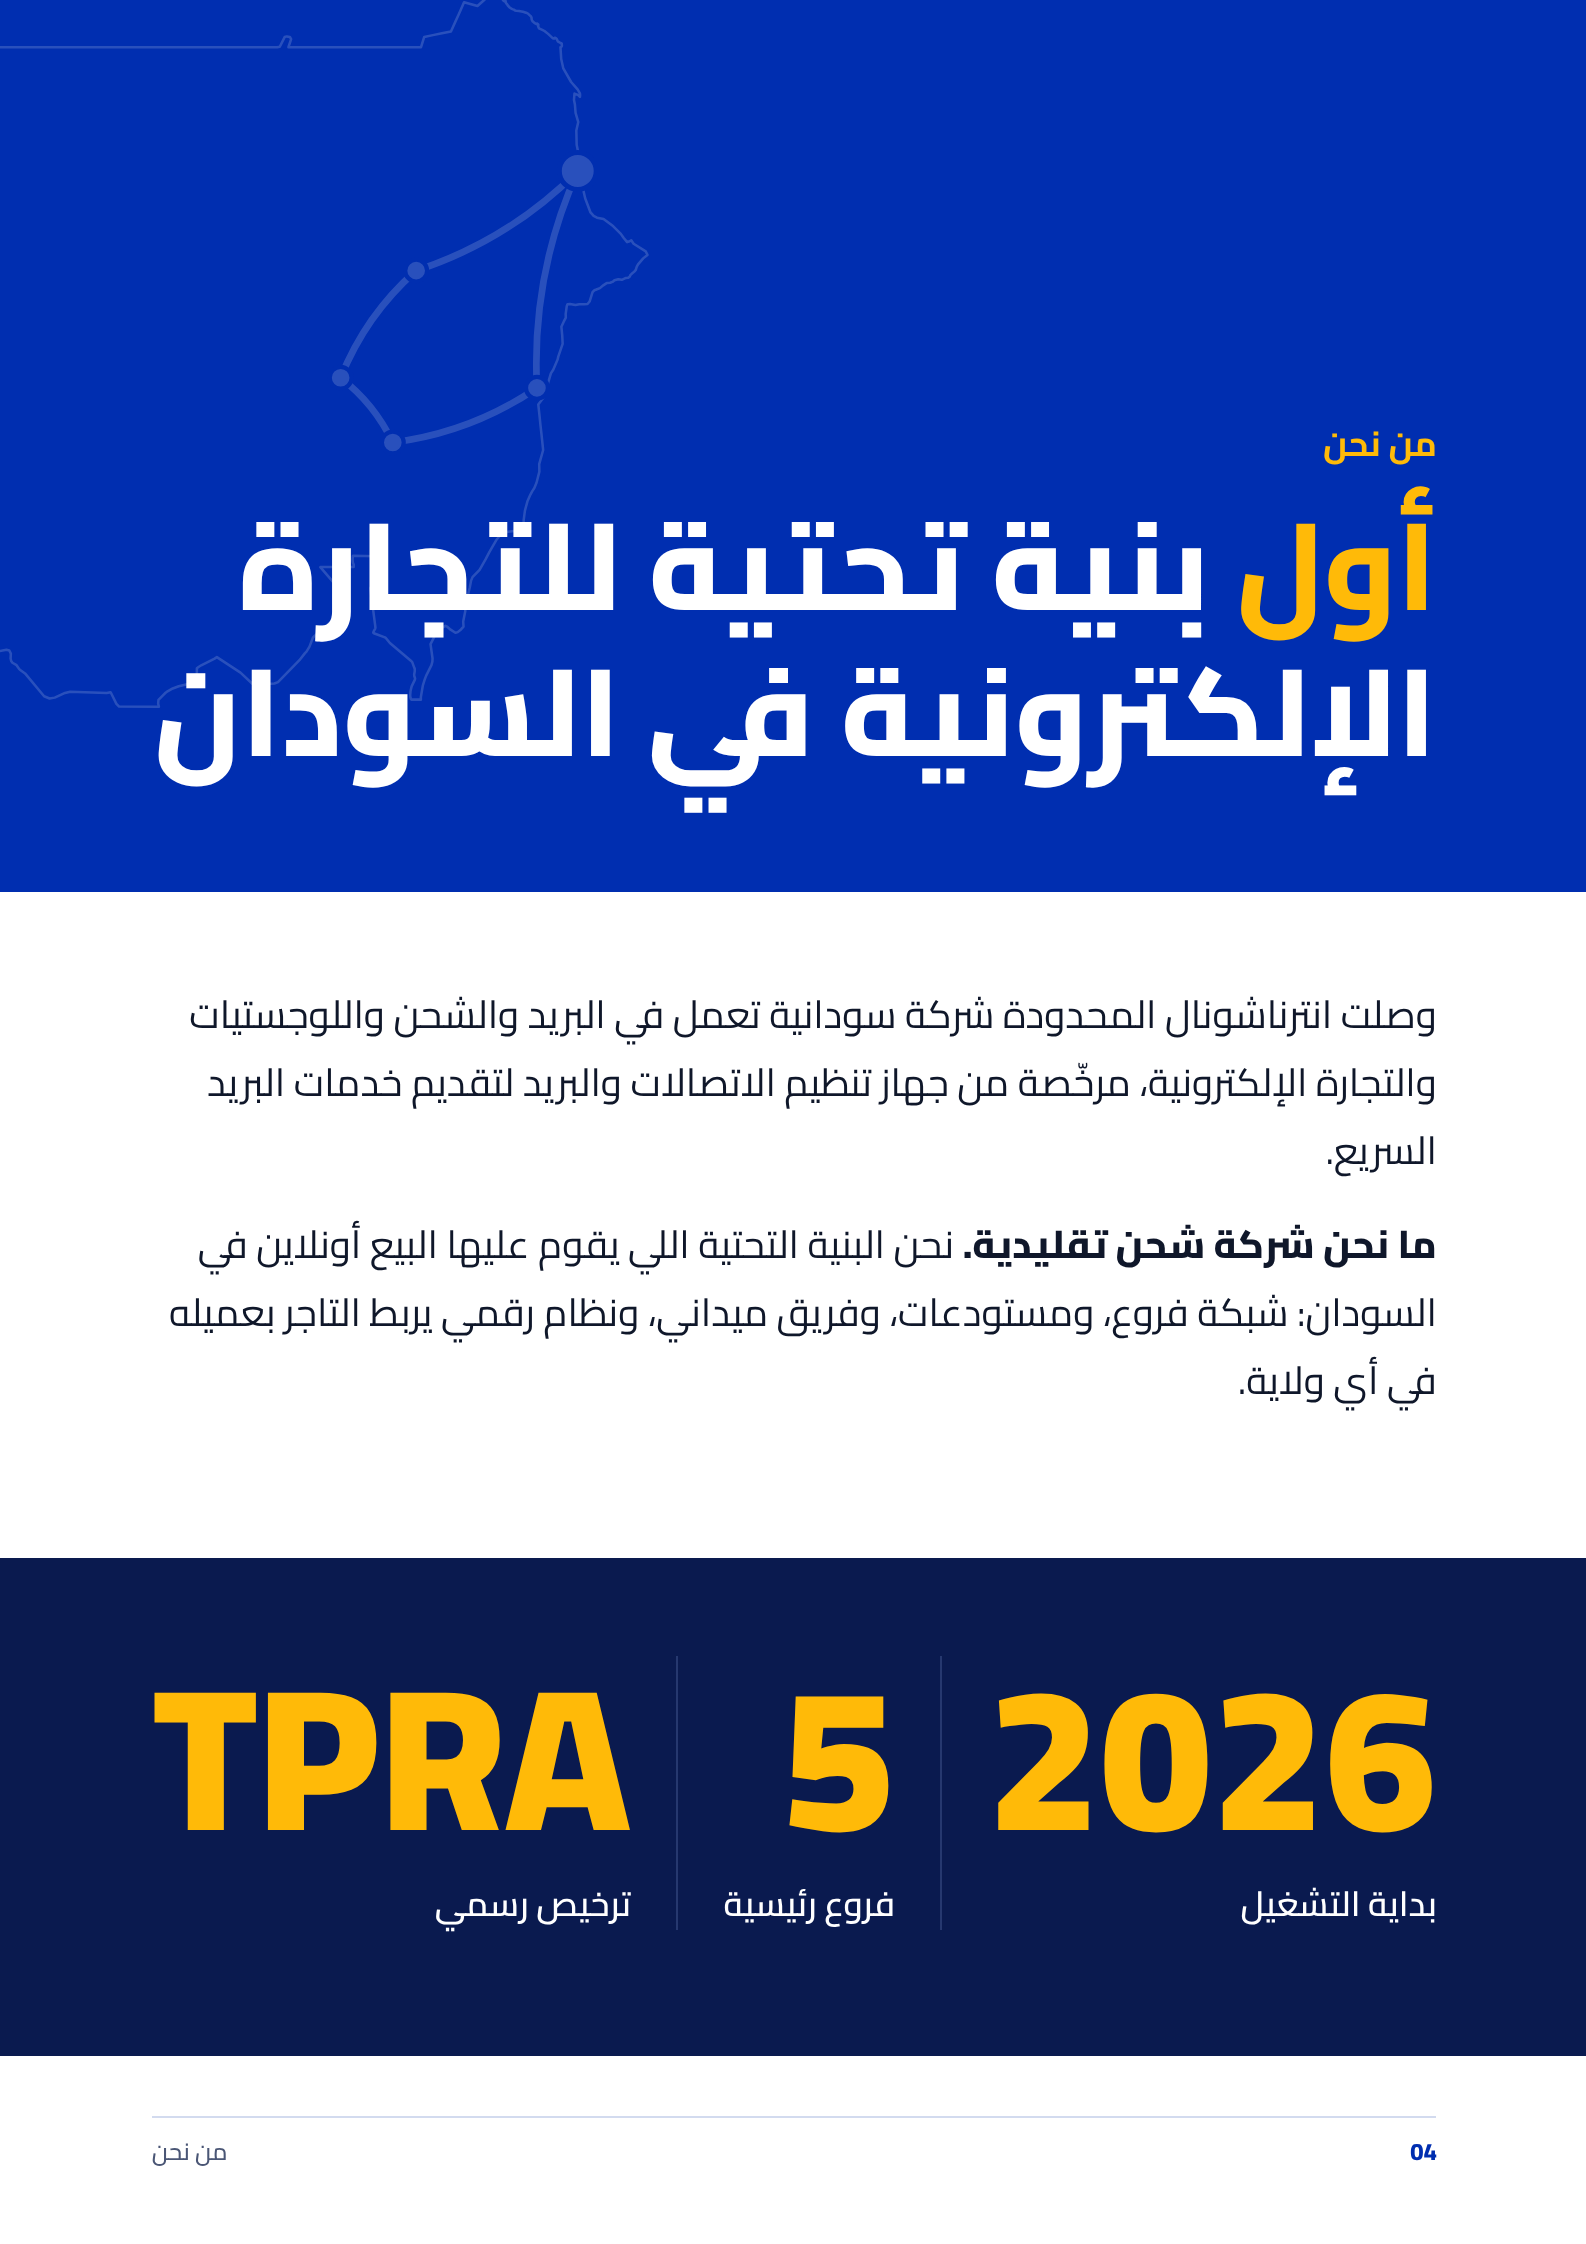 من نحن
أول بنية تحتية للتجارة
الإلكترونية في السودان
وصلت انترناشونال المحدودة شركة سودانية تعمل في البريد والشحن واللوجستيات
والتجارة الإلكترونية، مرخّصة من جهاز تنظيم الاتصالات والبريد لتقديم خدمات البريد
السريع.
ما نحن شركة شحن تقليدية. نحن البنية التحتية اللي يقوم عليها البيع أونلاين في
السودان: شبكة فروع، ومستودعات، وفريق ميداني، ونظام رقمي يربط التاجر بعميله
في أي ولاية.
2026
بداية التشغيل
5
فروع رئيسية
TPRA
ترخيص رسمي
04
من نحن